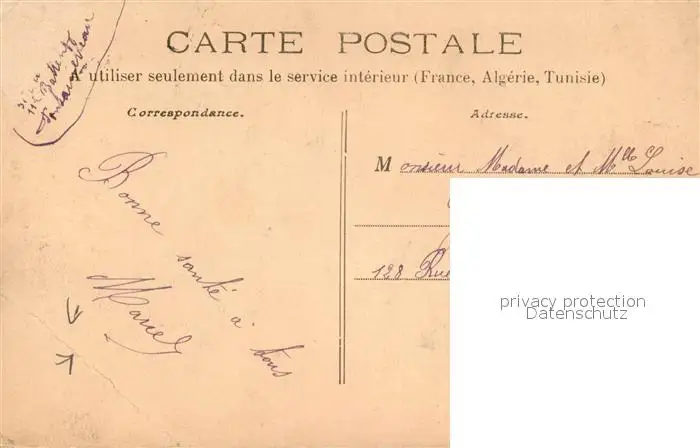 CARTE POSTALE
A utiliser seulement dans le service intérieur (France, Algérie, Tunisie)
Correspondance.
Adresse.
Fontainebleau
Bonne santé à tous
Marcel
Monsieur Madame et Mlle Louise
128 Rue
privacy protection
Datenschutz